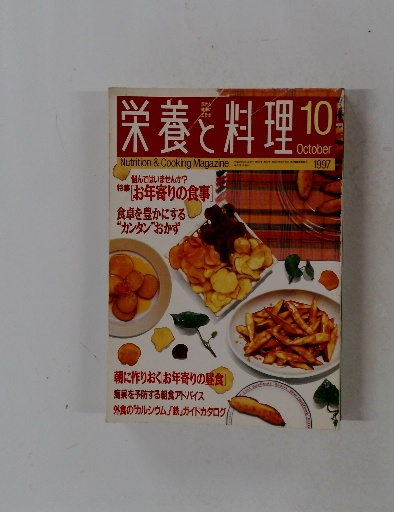 栄養と料理
10
October
Nutrition & Cooking Magazine
1997
悩んではいませんか?
特集「お年寄りの食事」
食卓を豊かにする
“カンタン”おかず
朝に作りおく「お年寄りの昼食」
痴呆を予防する朝食アドバイス
外食の「カルシウム」「鉄」ガイドカタログ